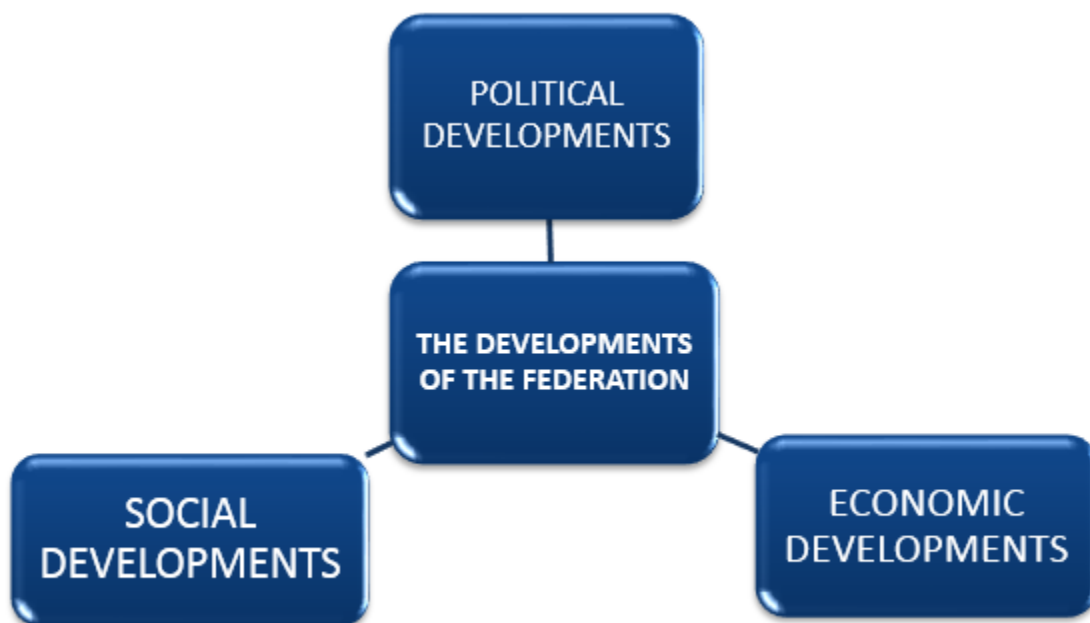 POLITICAL
DEVELOPMENTS
THE DEVELOPMENTS
OF THE FEDERATION
SOCIAL
DEVELOPMENTS
ECONOMIC
DEVELOPMENTS